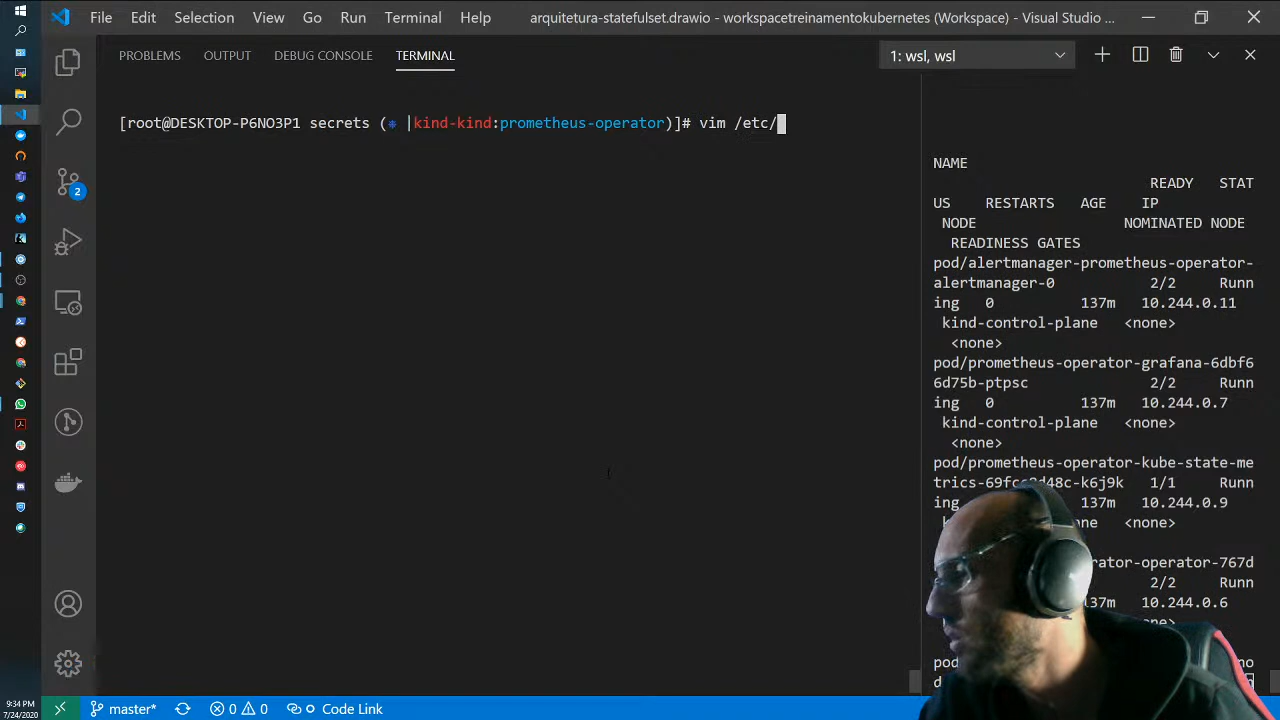 File Edit Selection View Go Run Terminal Help arquitetura-statefulset.drawio - workspacetreinamentokubernetes (Workspace) - Visual Studio ...
PROBLEMS OUTPUT DEBUG CONSOLE TERMINAL 1: wsl, wsl
[root@DESKTOP-P6NO3P1 secrets (⎈ |kind-kind:prometheus-operator)]# vim /etc/
NAME
READY STAT
US RESTARTS AGE IP
NODE NOMINATED NODE
READINESS GATES
pod/alertmanager-prometheus-operator-
alertmanager-0 2/2 Runn
ing 0 137m 10.244.0.11
kind-control-plane <none>
<none>
pod/prometheus-operator-grafana-6dbf6
6d75b-ptpsc 2/2 Runn
ing 0 137m 10.244.0.7
kind-control-plane <none>
<none>
pod/prometheus-operator-kube-state-me
1/1 Runn
ing 10.244.0.9
<none>
erator-operator-767d
2/2 Runn
137m 10.244.0.6
2
9:34 PM
7/24/2020
master* 0 0 Code Link